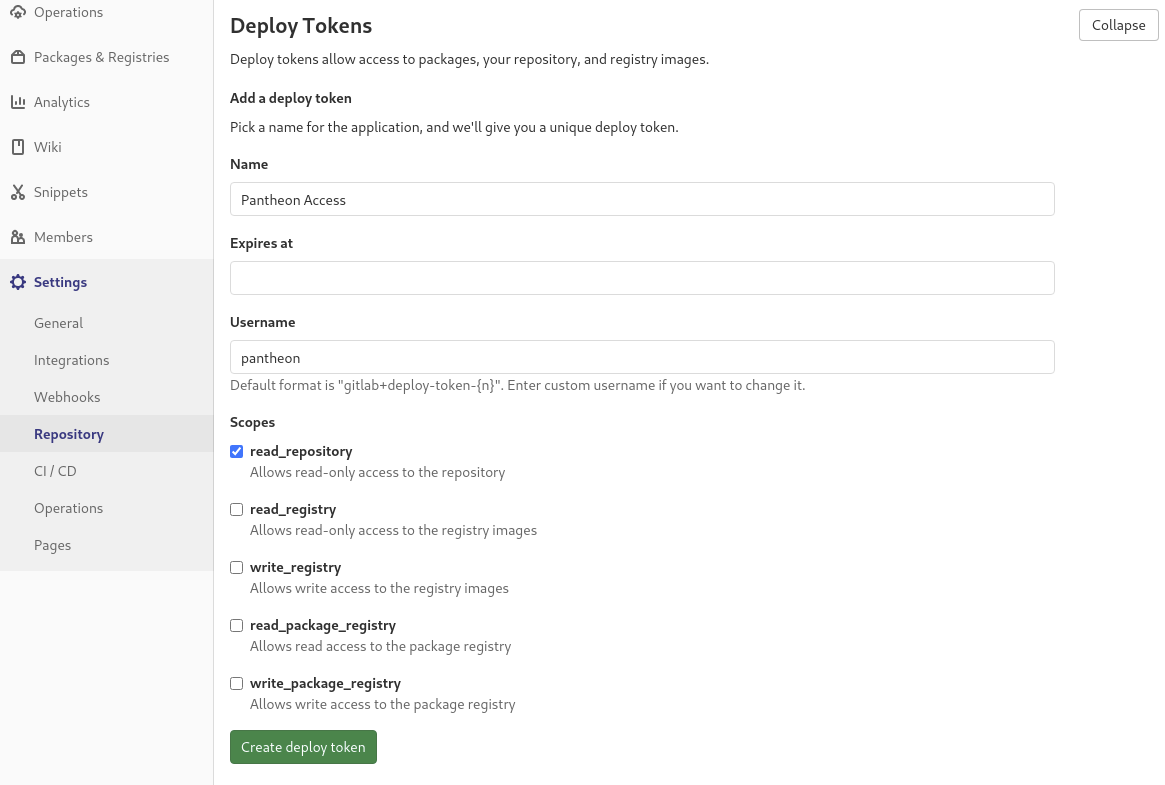 Operations
Packages & Registries
Analytics
Wiki
Snippets
Members
Settings
General
Integrations
Webhooks
Repository
CI / CD
Operations
Pages
Deploy Tokens
Collapse
Deploy tokens allow access to packages, your repository, and registry images.
Add a deploy token
Pick a name for the application, and we'll give you a unique deploy token.
Name
Pantheon Access
Expires at
Username
pantheon
Default format is "gitlab+deploy-token-{n}". Enter custom username if you want to change it.
Scopes
read_repository
Allows read-only access to the repository
read_registry
Allows read-only access to the registry images
write_registry
Allows write access to the registry images
read_package_registry
Allows read access to the package registry
write_package_registry
Allows write access to the package registry
Create deploy token